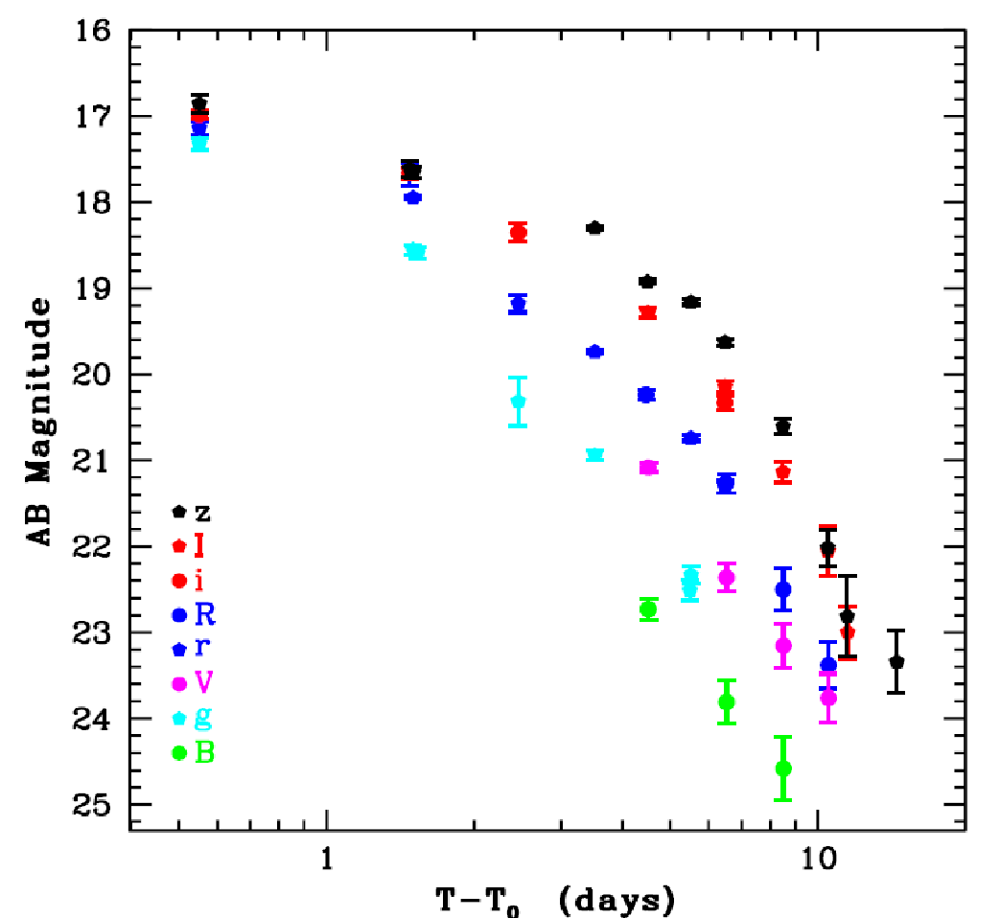 16
17
18
19
20
21
22
23
24
25
AB Magnitude
z
I
i
R
r
V
g
B
1
10
T-T₀ (days)